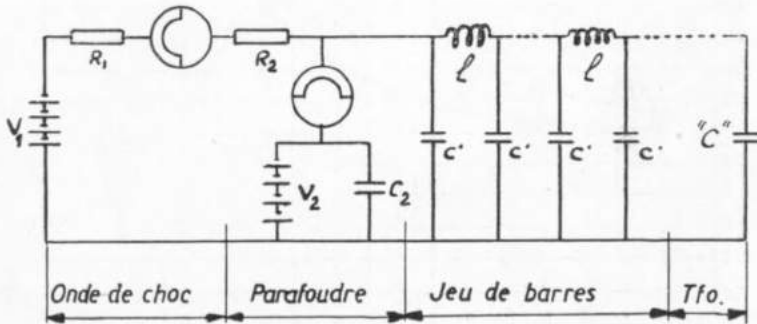 R₁
R₂
ℓ
ℓ
V₁
V₂
C₂
c'
c'
c'
c'
"C"
Onde de choc
Parafoudre
Jeu de barres
Tfo.